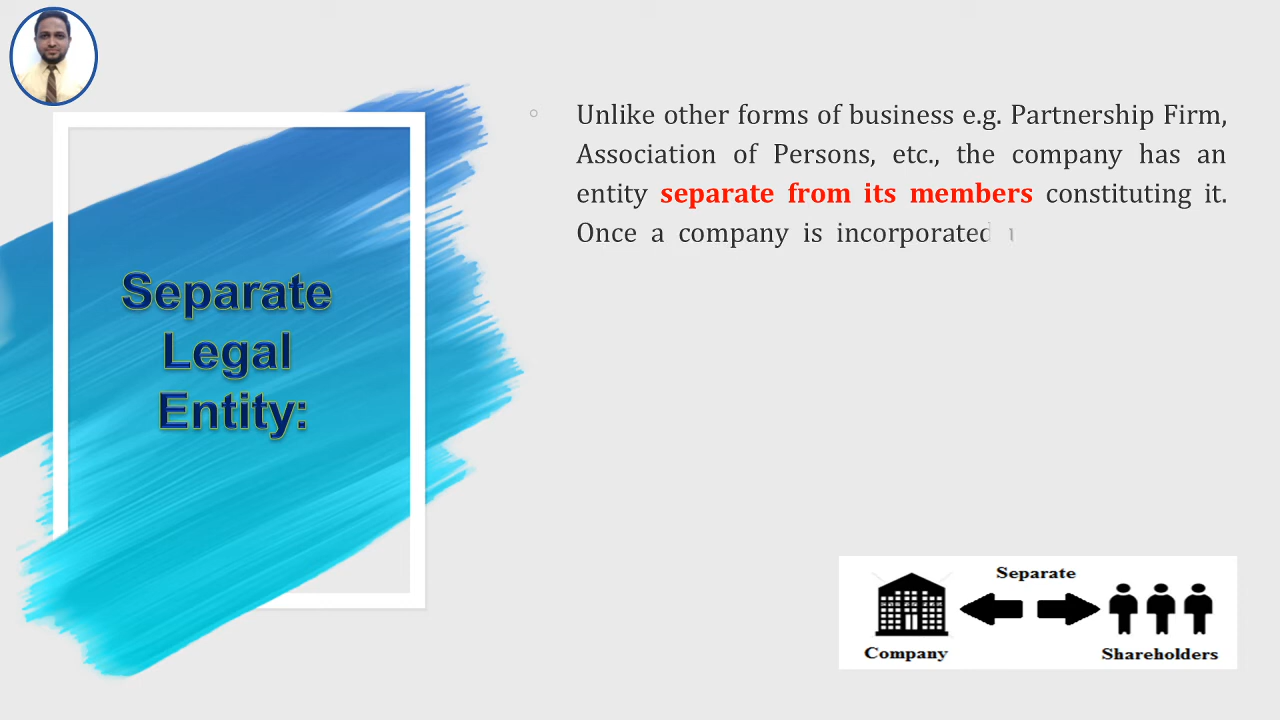 Separate
Legal
Entity:
Unlike other forms of business e.g. Partnership Firm,
Association of Persons, etc., the company has an
entity separate from its members constituting it.
Once a company is incorporated
Separate
Company
Shareholders